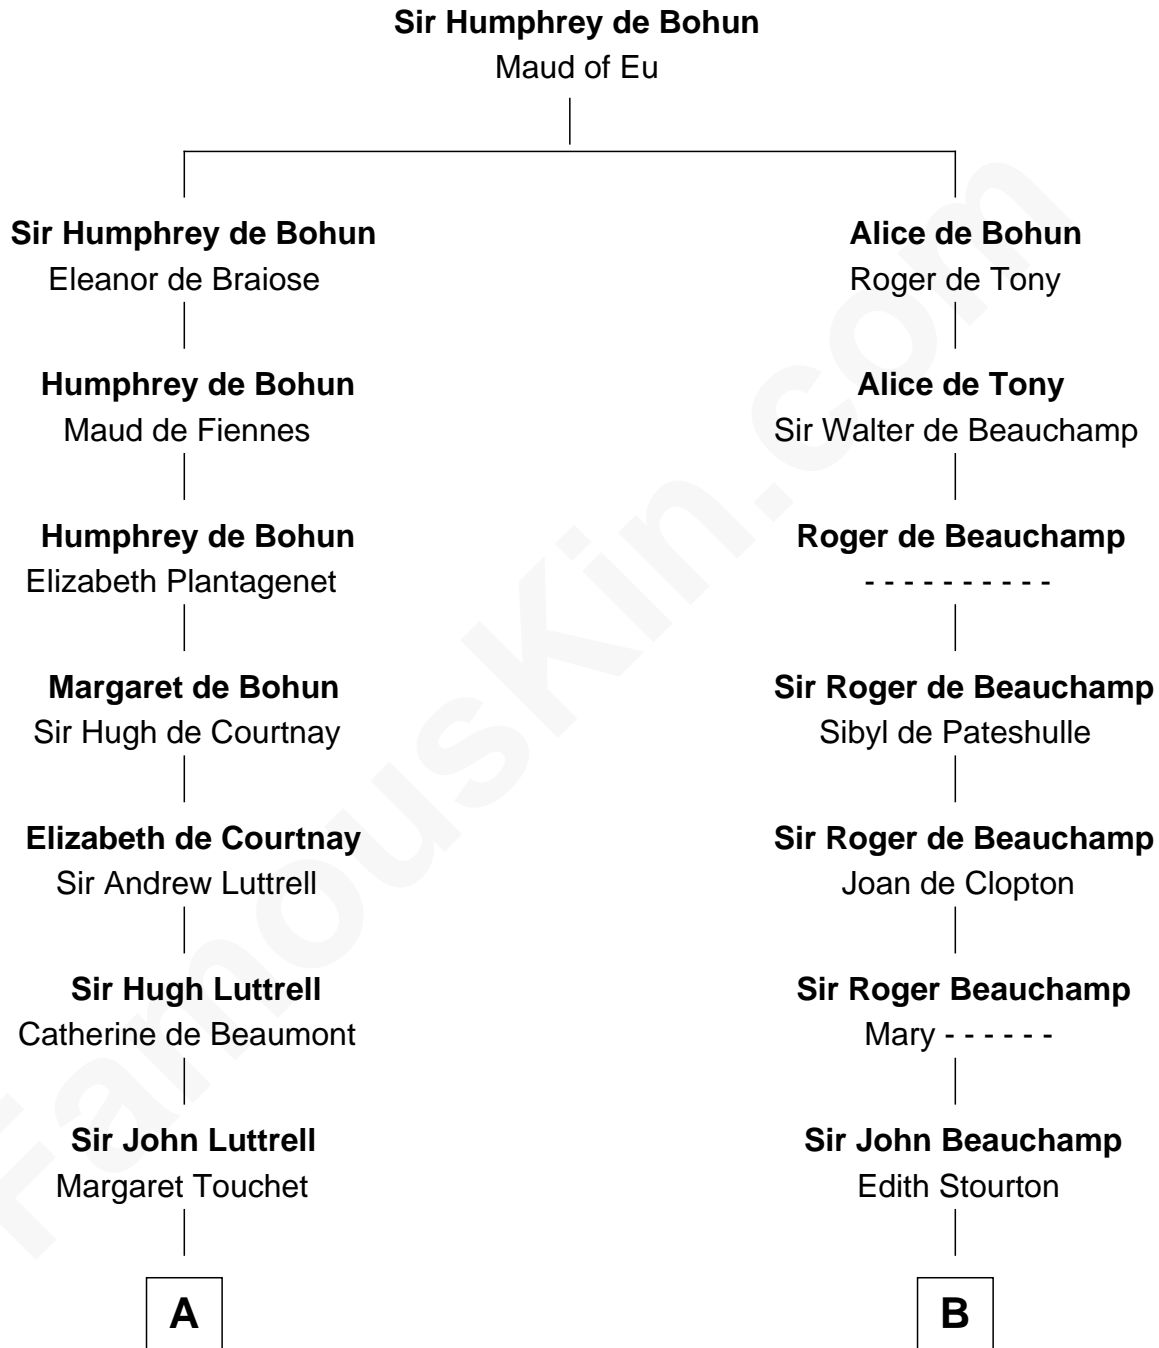 Sir Humphrey de Bohun
Maud of Eu
Sir Humphrey de Bohun
Eleanor de Braiose
Alice de Bohun
Roger de Tony
Humphrey de Bohun
Maud de Fiennes
Alice de Tony
Sir Walter de Beauchamp
Humphrey de Bohun
Elizabeth Plantagenet
Roger de Beauchamp
- - - - - - - - - -
Margaret de Bohun
Sir Hugh de Courtnay
Sir Roger de Beauchamp
Sibyl de Pateshulle
Elizabeth de Courtnay
Sir Andrew Luttrell
Sir Roger de Beauchamp
Joan de Clopton
Sir Hugh Luttrell
Catherine de Beaumont
Sir Roger Beauchamp
Mary - - - - - -
Sir John Luttrell
Margaret Touchet
Sir John Beauchamp
Edith Stourton
A
B
FamousKin.com